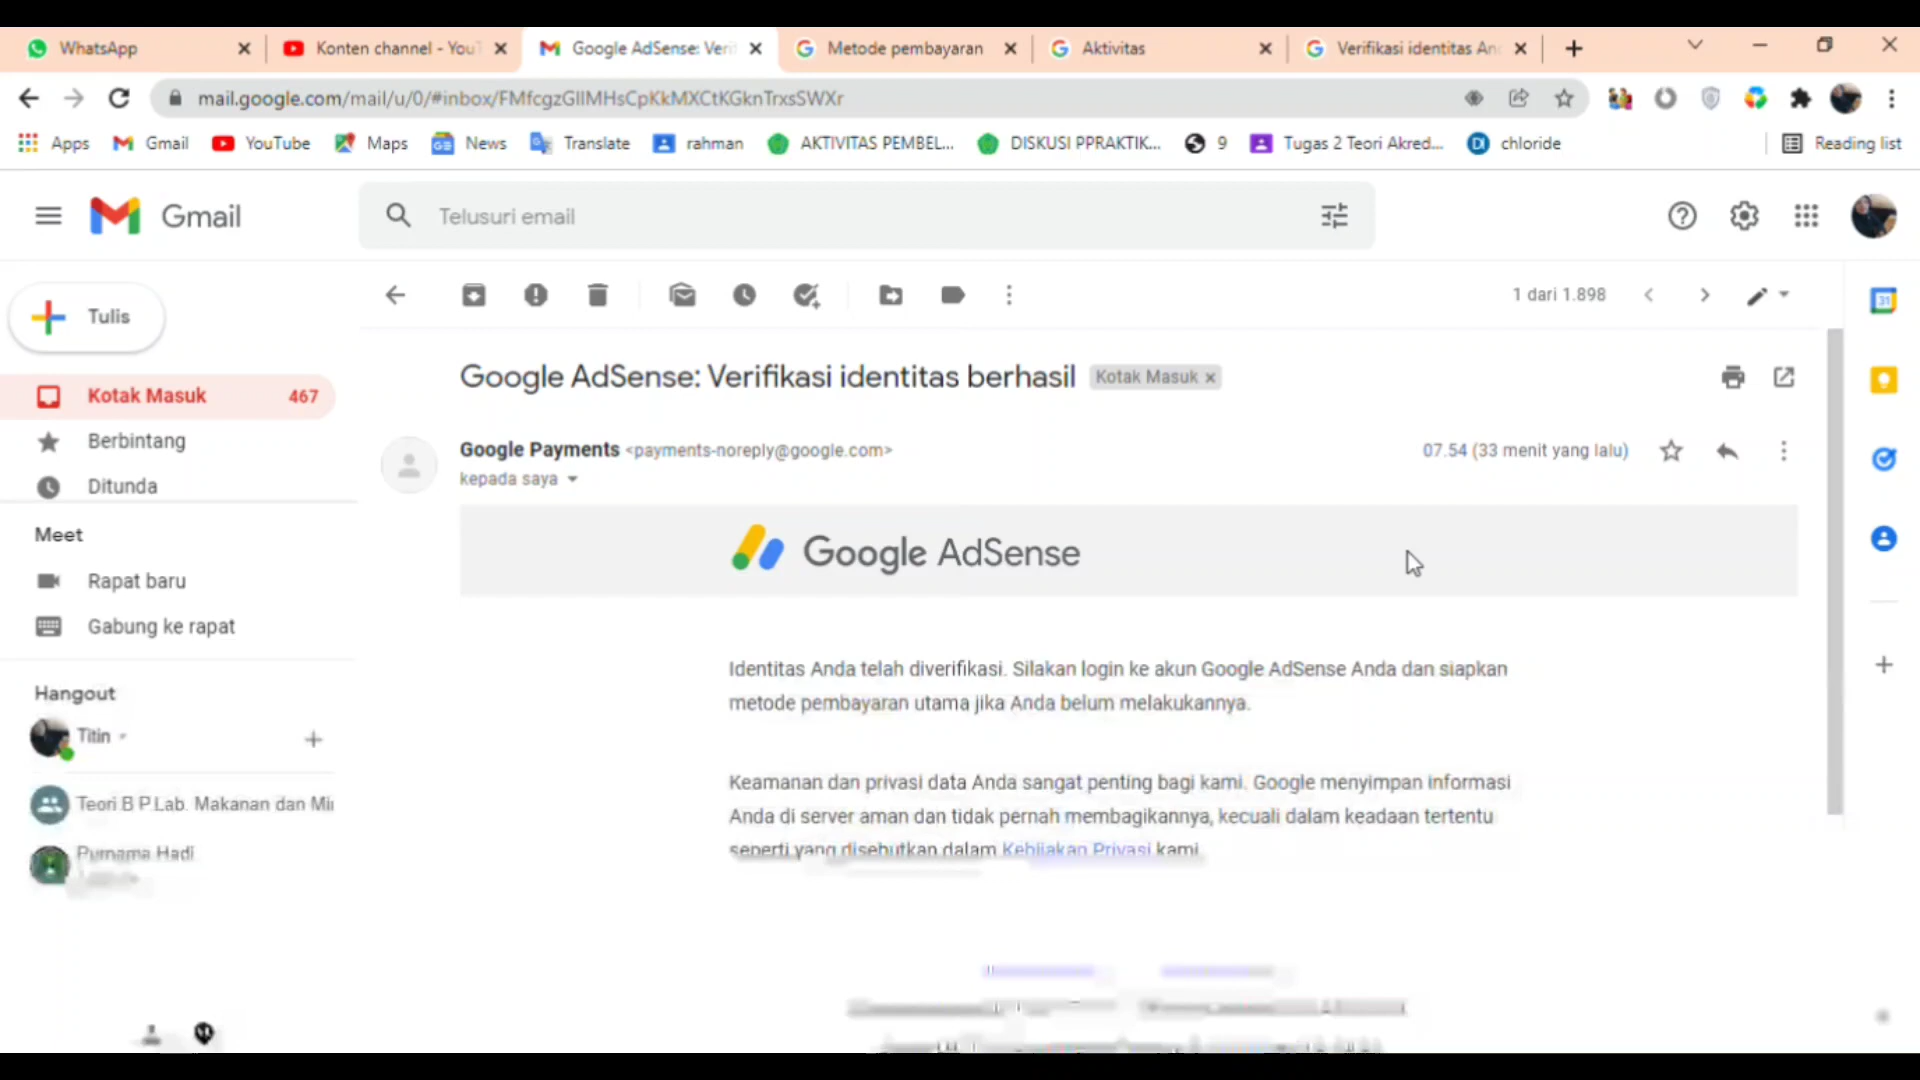 WhatsApp
Konten channel - YouT
Google AdSense: Veri
Metode pembayaran
Aktivitas
Verifikasi identitas An
mail.google.com/mail/u/0/#inbox/FMfcgzGllMHsCpKkMXCtKGknTrxsSWXr
Apps
Gmail
YouTube
Maps
News
Translate
rahman
AKTIVITAS PEMBEL...
DISKUSI PPRAKTIK...
9
Tugas 2 Teori Akred...
chloride
Reading list
Gmail
Telusuri email
Tulis
1 dari 1.898
31
Kotak Masuk 467
Berbintang
Ditunda
Meet
Rapat baru
Gabung ke rapat
Hangout
Titin
Teori B P.Lab. Makanan dan Mi
Purnama Hadi
Google AdSense: Verifikasi identitas berhasil
Kotak Masuk x
Google Payments <payments-noreply@google.com>
07.54 (33 menit yang lalu)
kepada saya
Google AdSense
Identitas Anda telah diverifikasi. Silakan login ke akun Google AdSense Anda dan siapkan
metode pembayaran utama jika Anda belum melakukannya.
Keamanan dan privasi data Anda sangat penting bagi kami. Google menyimpan informasi
Anda di server aman dan tidak pernah membagikannya, kecuali dalam keadaan tertentu
seperti yang disebutkan dalam Kebijakan Privasi kami.